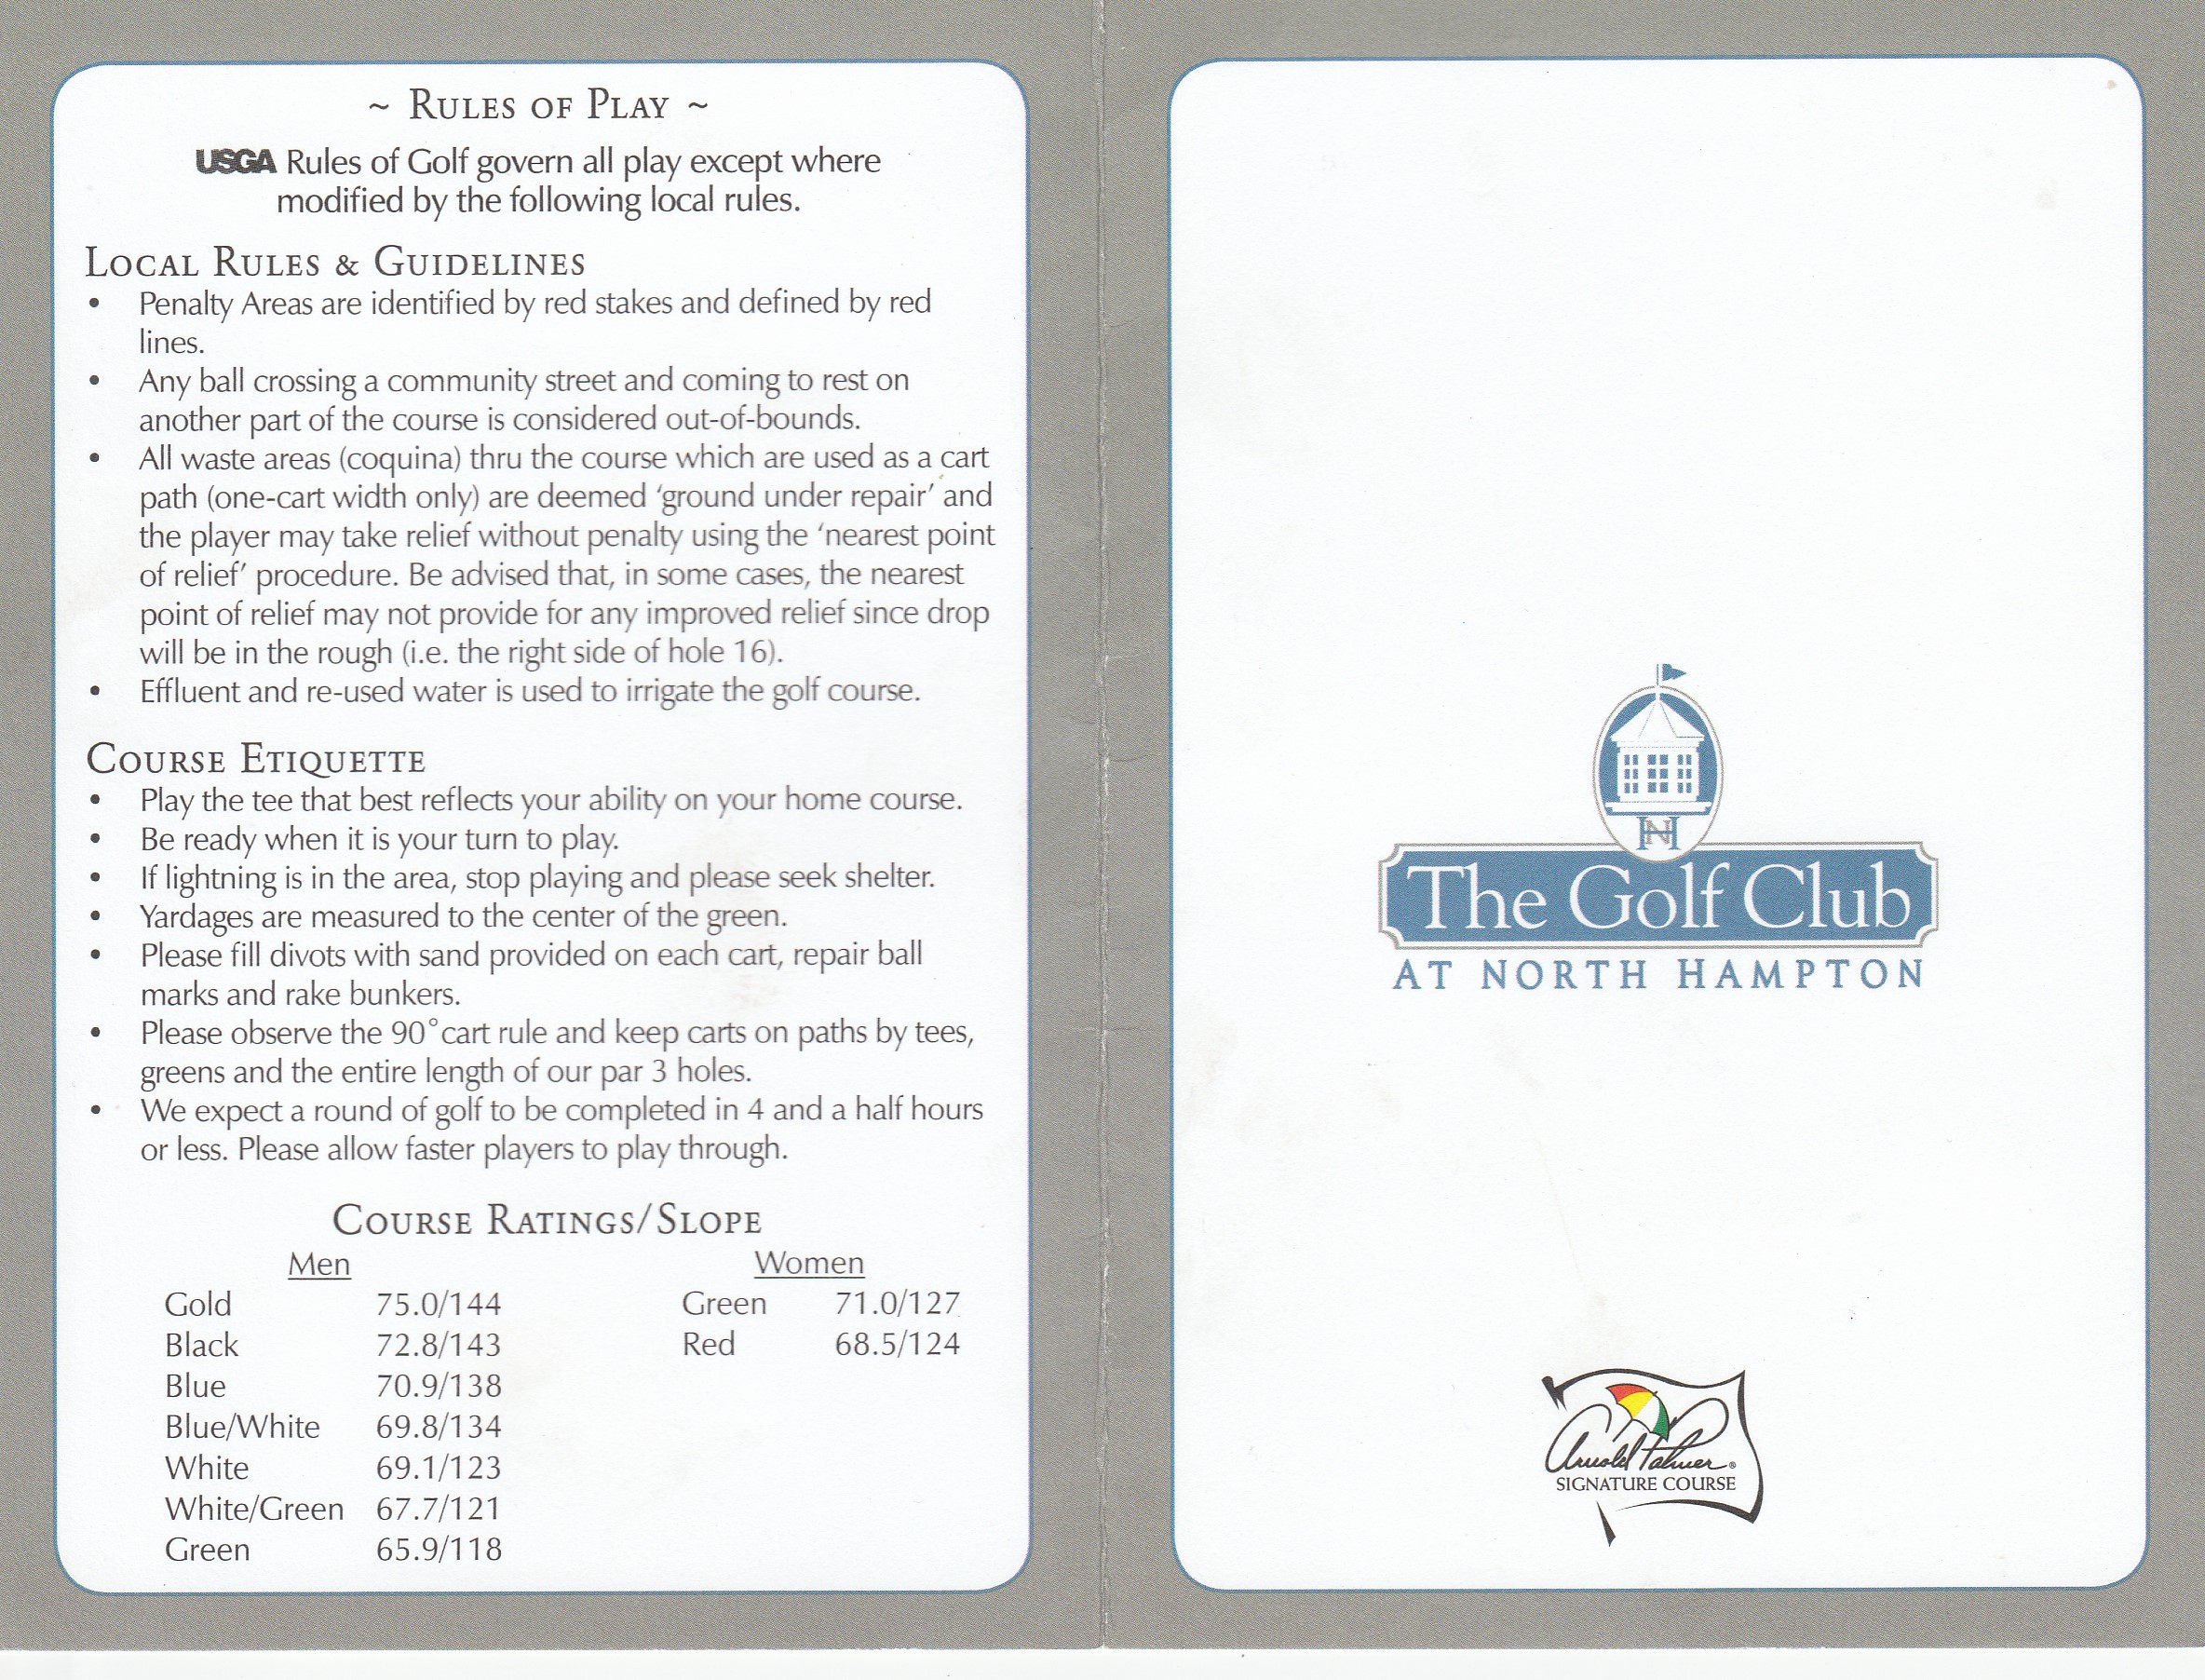 ~ Rules of Play ~
USGA Rules of Golf govern all play except where
modified by the following local rules.
Local Rules & Guidelines
• Penalty Areas are identified by red stakes and defined by red
lines.
• Any ball crossing a community street and coming to rest on
another part of the course is considered out-of-bounds.
• All waste areas (coquina) thru the course which are used as a cart
path (one-cart width only) are deemed ‘ground under repair’ and
the player may take relief without penalty using the ‘nearest point
of relief’ procedure. Be advised that, in some cases, the nearest
point of relief may not provide for any improved relief since drop
will be in the rough (i.e. the right side of hole 16).
• Effluent and re-used water is used to irrigate the golf course.
Course Etiquette
• Play the tee that best reflects your ability on your home course.
• Be ready when it is your turn to play.
• If lightning is in the area, stop playing and please seek shelter.
• Yardages are measured to the center of the green.
• Please fill divots with sand provided on each cart, repair ball
marks and rake bunkers.
• Please observe the 90° cart rule and keep carts on paths by tees,
greens and the entire length of our par 3 holes.
• We expect a round of golf to be completed in 4 and a half hours
or less. Please allow faster players to play through.
Course Ratings/Slope
Men
Gold 75.0/144
Black 72.8/143
Blue 70.9/138
Blue/White 69.8/134
White 69.1/123
White/Green 67.7/121
Green 65.9/118
Women
Green 71.0/127
Red 68.5/124
NH
The Golf Club
AT NORTH HAMPTON
Arnold Palmer®
SIGNATURE COURSE